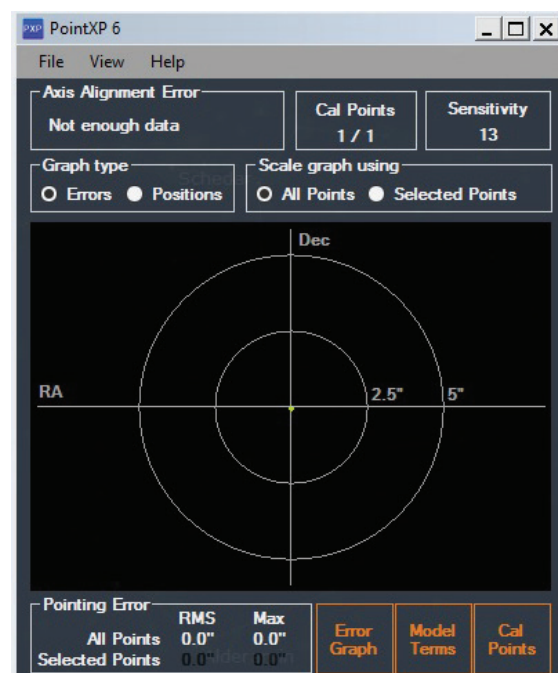 PXP PointXP 6
File View Help
Axis Alignment Error
Not enough data
Cal Points
1 / 1
Sensitivity
13
Graph type
Errors Positions
Scale graph using
All Points Selected Points
Dec
RA
2.5"
5"
Pointing Error
RMS Max
All Points 0.0" 0.0"
Selected Points 0.0" 0.0"
Error
Graph
Model
Terms
Cal
Points